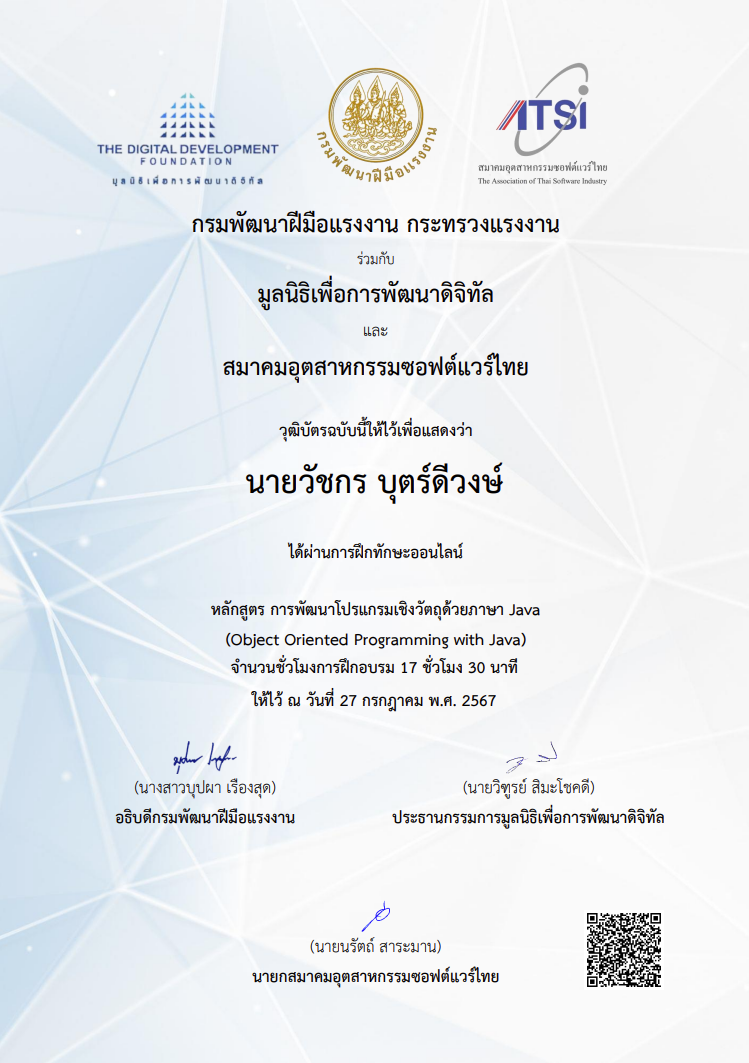 THE DIGITAL DEVELOPMENT
FOUNDATION
มูลนิธิเพื่อการพัฒนาดิจิทัล
กรมพัฒนาฝีมือแรงงาน
ATSI
สมาคมอุตสาหกรรมซอฟต์แวร์ไทย
The Association of Thai Software Industry
กรมพัฒนาฝีมือแรงงาน กระทรวงแรงงาน
ร่วมกับ
มูลนิธิเพื่อการพัฒนาดิจิทัล
และ
สมาคมอุตสาหกรรมซอฟต์แวร์ไทย
วุฒิบัตรฉบับนี้ให้ไว้เพื่อแสดงว่า
นายวัชกร บุตร์ดีวงษ์
ได้ผ่านการฝึกทักษะออนไลน์
หลักสูตร การพัฒนาโปรแกรมเชิงวัตถุด้วยภาษา Java
(Object Oriented Programming with Java)
จำนวนชั่วโมงการฝึกอบรม 17 ชั่วโมง 30 นาที
ให้ไว้ ณ วันที่ 27 กรกฎาคม พ.ศ. 2567
(นางสาวบุปผา เรืองสุด)
อธิบดีกรมพัฒนาฝีมือแรงงาน
(นายวิฑูรย์ สิมะโชคดี)
ประธานกรรมการมูลนิธิเพื่อการพัฒนาดิจิทัล
(นายนรัตถ์ สาระมาน)
นายกสมาคมอุตสาหกรรมซอฟต์แวร์ไทย